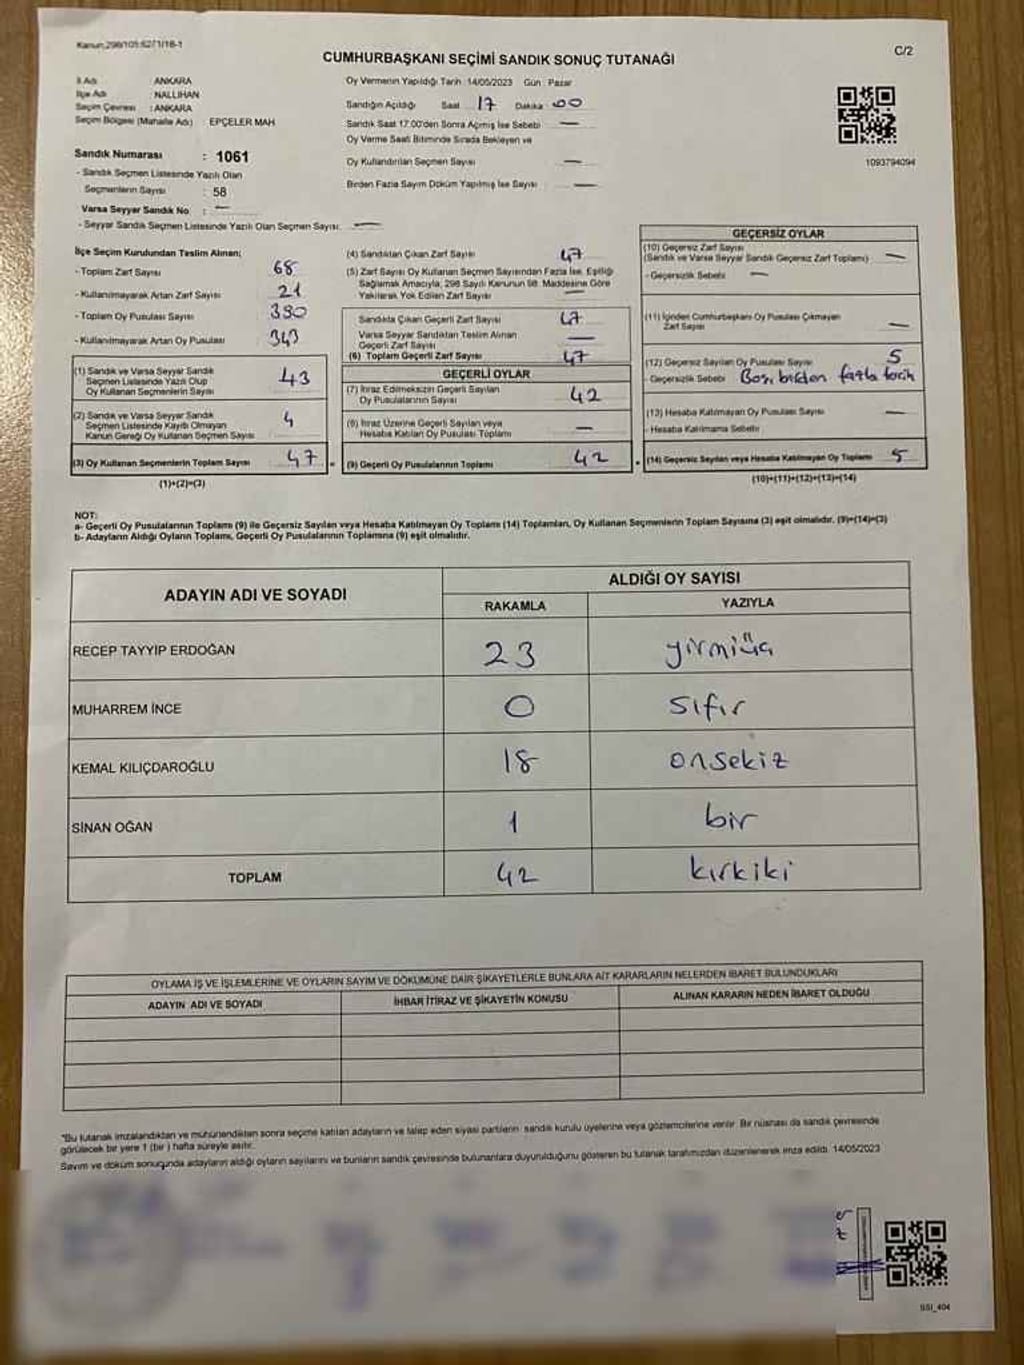 Kanun.298/105;6271/18-1
C/2
CUMHURBAŞKANI SEÇİMİ SANDIK SONUÇ TUTANAĞI
İl Adı : ANKARA
İlçe Adı : NALLIHAN
Seçim Çevresi : ANKARA
Seçim Bölgesi (Mahalle Adı) : EPÇELER MAH
Sandık Numarası : 1061
- Sandık Seçmen Listesinde Yazılı Olan
Seçmenlerin Sayısı : 58
Varsa Seyyar Sandık No : —
- Seyyar Sandık Seçmen Listesinde Yazılı Olan Seçmen Sayısı: —
Oy Vermenin Yapıldığı Tarih :14/05/2023 Gün : Pazar
Sandığın Açıldığı Saat 17 Dakika 00
Sandık Saat 17:00'den Sonra Açmış İse Sebebi —
Oy Verme Saati Bitiminde Sırada Bekleyen ve
Oy Kullandırılan Seçmen Sayısı —
Birden Fazla Sayım Döküm Yapılmış İse Sayısı —
1093794094
İlçe Seçim Kurulundan Teslim Alınan;
- Toplam Zarf Sayısı 68
- Kullanılmayarak Artan Zarf Sayısı 21
- Toplam Oy Pusulası Sayısı 390
- Kullanılmayarak Artan Oy Pusulası 343
(1) Sandık ve Varsa Seyyar Sandık
Seçmen Listesinde Yazılı Olup
Oy Kullanan Seçmenlerin Sayısı 43
(2) Sandık ve Varsa Seyyar Sandık
Seçmen Listesinde Kayıtlı Olmayan
Kanun Gereği Oy Kullanan Seçmen Sayısı 4
(3) Oy Kullanan Seçmenlerin Toplam Sayısı 47
(1)+(2)=(3)
(4) Sandıktan Çıkan Zarf Sayısı 47
(5) Zarf Sayısı Oy Kullanan Seçmen Sayısından Fazla İse, Eşitliği
Sağlamak Amacıyla, 298 Sayılı Kanunun 98. Maddesine Göre
Yakılarak Yok Edilen Zarf Sayısı —
Sandıkta Çıkan Geçerli Zarf Sayısı 47
Varsa Seyyar Sandıktan Teslim Alınan
Geçerli Zarf Sayısı —
(6) Toplam Geçerli Zarf Sayısı 47
GEÇERLİ OYLAR
(7) İtiraz Edilmeksizin Geçerli Sayılan
Oy Pusulalarının Sayısı 42
(8) İtiraz Üzerine Geçerli Sayılan veya
Hesaba Katılan Oy Pusulası Toplamı —
(9) Geçerli Oy Pusulalarının Toplamı 42
GEÇERSİZ OYLAR
(10) Geçersiz Zarf Sayısı
(Sandık ve Varsa Seyyar Sandık Geçersiz Zarf Toplamı) —
- Geçersizlik Sebebi —
(11) İçinden Cumhurbaşkanı Oy Pusulası Çıkmayan
Zarf Sayısı —
(12) Geçersiz Sayılan Oy Pusulası Sayısı 5
- Geçersizlik Sebebi Boş, birden fazla tercih
(13) Hesaba Katılmayan Oy Pusulası Sayısı —
- Hesaba Katılmama Sebebi
(14) Geçersiz Sayılan veya Hesaba Katılmayan Oy Toplamı 5
(10)+(11)+(12)+(13)=(14)
NOT:
a- Geçerli Oy Pusulalarının Toplamı (9) ile Geçersiz Sayılan veya Hesaba Katılmayan Oy Toplamı (14) Toplamları, Oy Kullanan Seçmenlerin Toplam Sayısına (3) eşit olmalıdır. (9)+(14)=(3)
b- Adayların Aldığı Oyların Toplamı, Geçerli Oy Pusulalarının Toplamına (9) eşit olmalıdır.
ADAYIN ADI VE SOYADI
ALDIĞI OY SAYISI
RAKAMLA YAZIYLA
RECEP TAYYİP ERDOĞAN 23 yirmiüç
MUHARREM İNCE 0 sıfır
KEMAL KILIÇDAROĞLU 18 onsekiz
SİNAN OĞAN 1 bir
TOPLAM 42 kırkiki
OYLAMA İŞ VE İŞLEMLERİNE VE OYLARIN SAYIM VE DÖKÜMÜNE DAİR ŞİKAYETLERLE BUNLARA AİT KARARLARIN NELERDEN İBARET BULUNDUKLARI
ADAYIN ADI VE SOYADI İHBAR İTİRAZ VE ŞİKAYETİN KONUSU ALINAN KARARIN NEDEN İBARET OLDUĞU
*Bu tutanak imzalandıktan ve mühürlendikten sonra seçime katılan adayların ve talep eden siyasi partilerin sandık kurulu üyelerine veya gözlemcilerine verilir. Bir nüshası da sandık çevresinde
görülecek bir yere 1 (bir) hafta süreyle asılır.
Sayım ve döküm sonucunda adayların aldığı oyların sayılarını ve bunların sandık çevresinde bulunanlara duyurulduğunu gösteren bu tutanak tarafımızdan düzenlenerek imza edildi. 14/05/2023
SSI_404